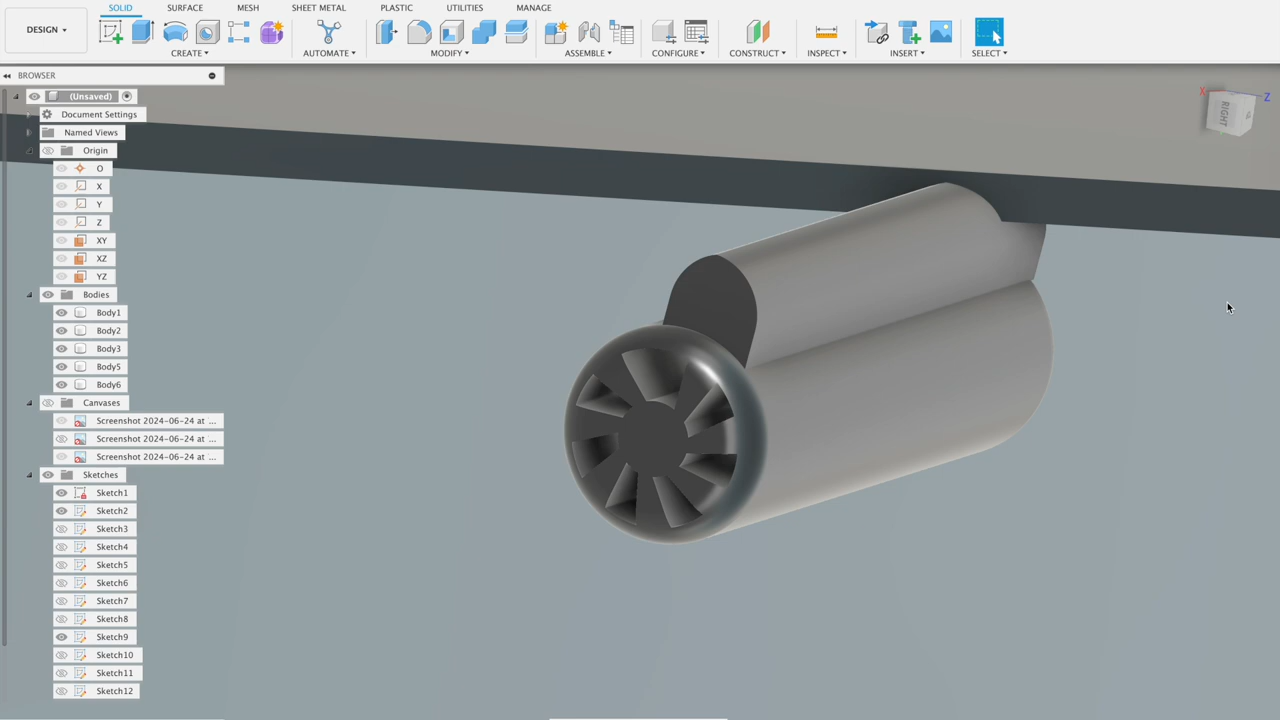 SOLID SURFACE MESH SHEET METAL PLASTIC UTILITIES MANAGE
DESIGN
CREATE AUTOMATE MODIFY ASSEMBLE CONFIGURE CONSTRUCT INSPECT INSERT SELECT
BROWSER
(Unsaved)
Document Settings
Named Views
Origin
O
X
Y
Z
XY
XZ
YZ
Bodies
Body1
Body2
Body3
Body5
Body6
Canvases
Screenshot 2024-06-24 at ...
Screenshot 2024-06-24 at ...
Screenshot 2024-06-24 at ...
Sketches
Sketch1
Sketch2
Sketch3
Sketch4
Sketch5
Sketch6
Sketch7
Sketch8
Sketch9
Sketch10
Sketch11
Sketch12
X
Z
RIGHT